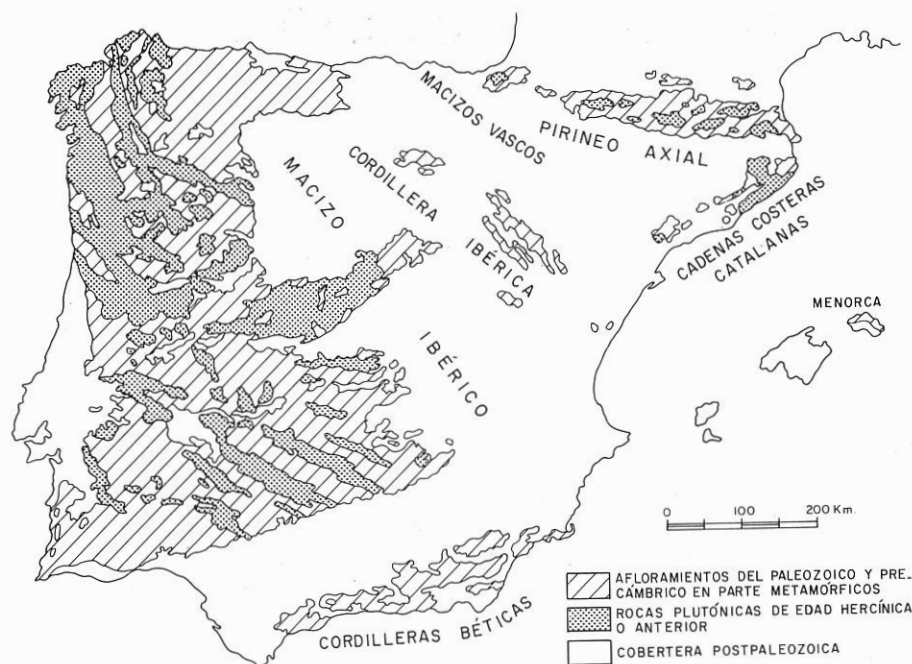 MACIZOS VASCOS
PIRINEO AXIAL
CORDILLERA
IBÉRICA
MACIZO
IBÉRICO
CADENAS COSTERAS
CATALANAS
MENORCA
0 100 200 Km.
AFLORAMIENTOS DEL PALEOZOICO Y PRE_
CÁMBRICO EN PARTE METAMÓRFICOS
ROCAS PLUTÓNICAS DE EDAD HERCÍNICA
O ANTERIOR
COBERTERA POSTPALEOZOICA
CORDILLERAS BÉTICAS